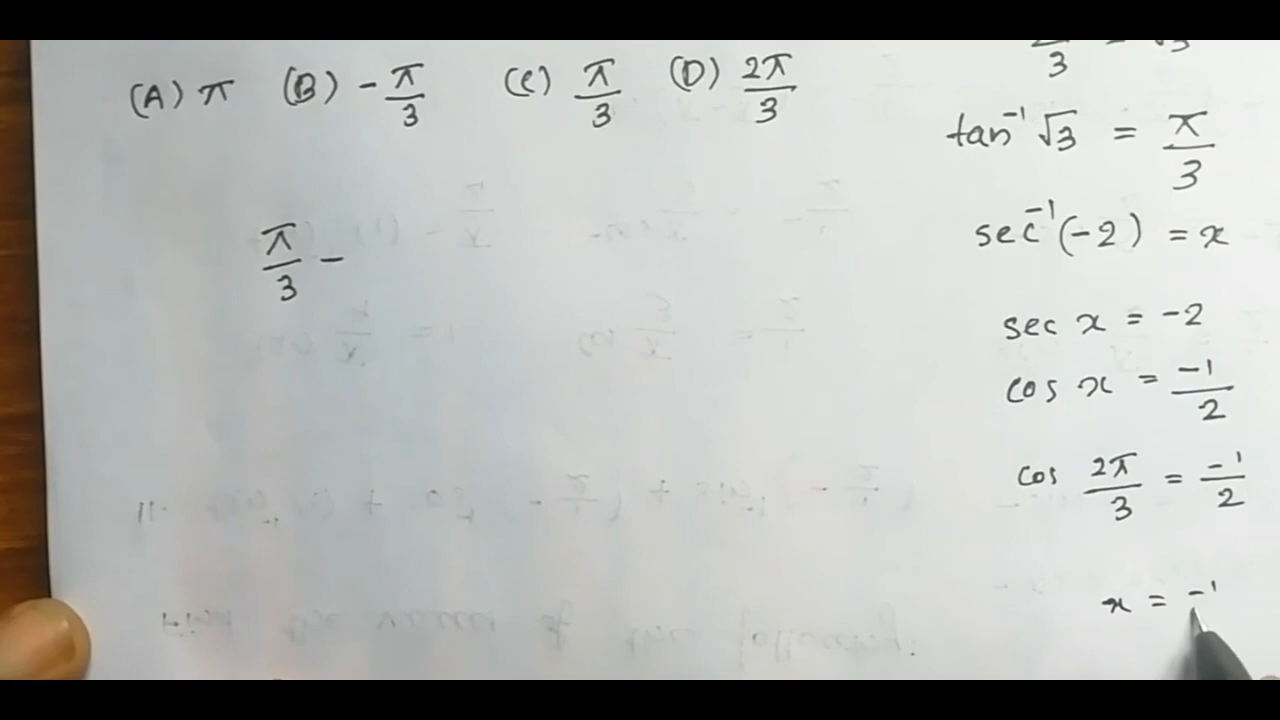 (A) π (B) -π/3 (C) π/3 (D) 2π/3
tan⁻¹ √3 = π/3
π/3 -
sec⁻¹(-2) = x
sec x = -2
cos x = -1/2
cos 2π/3 = -1/2
x = -1